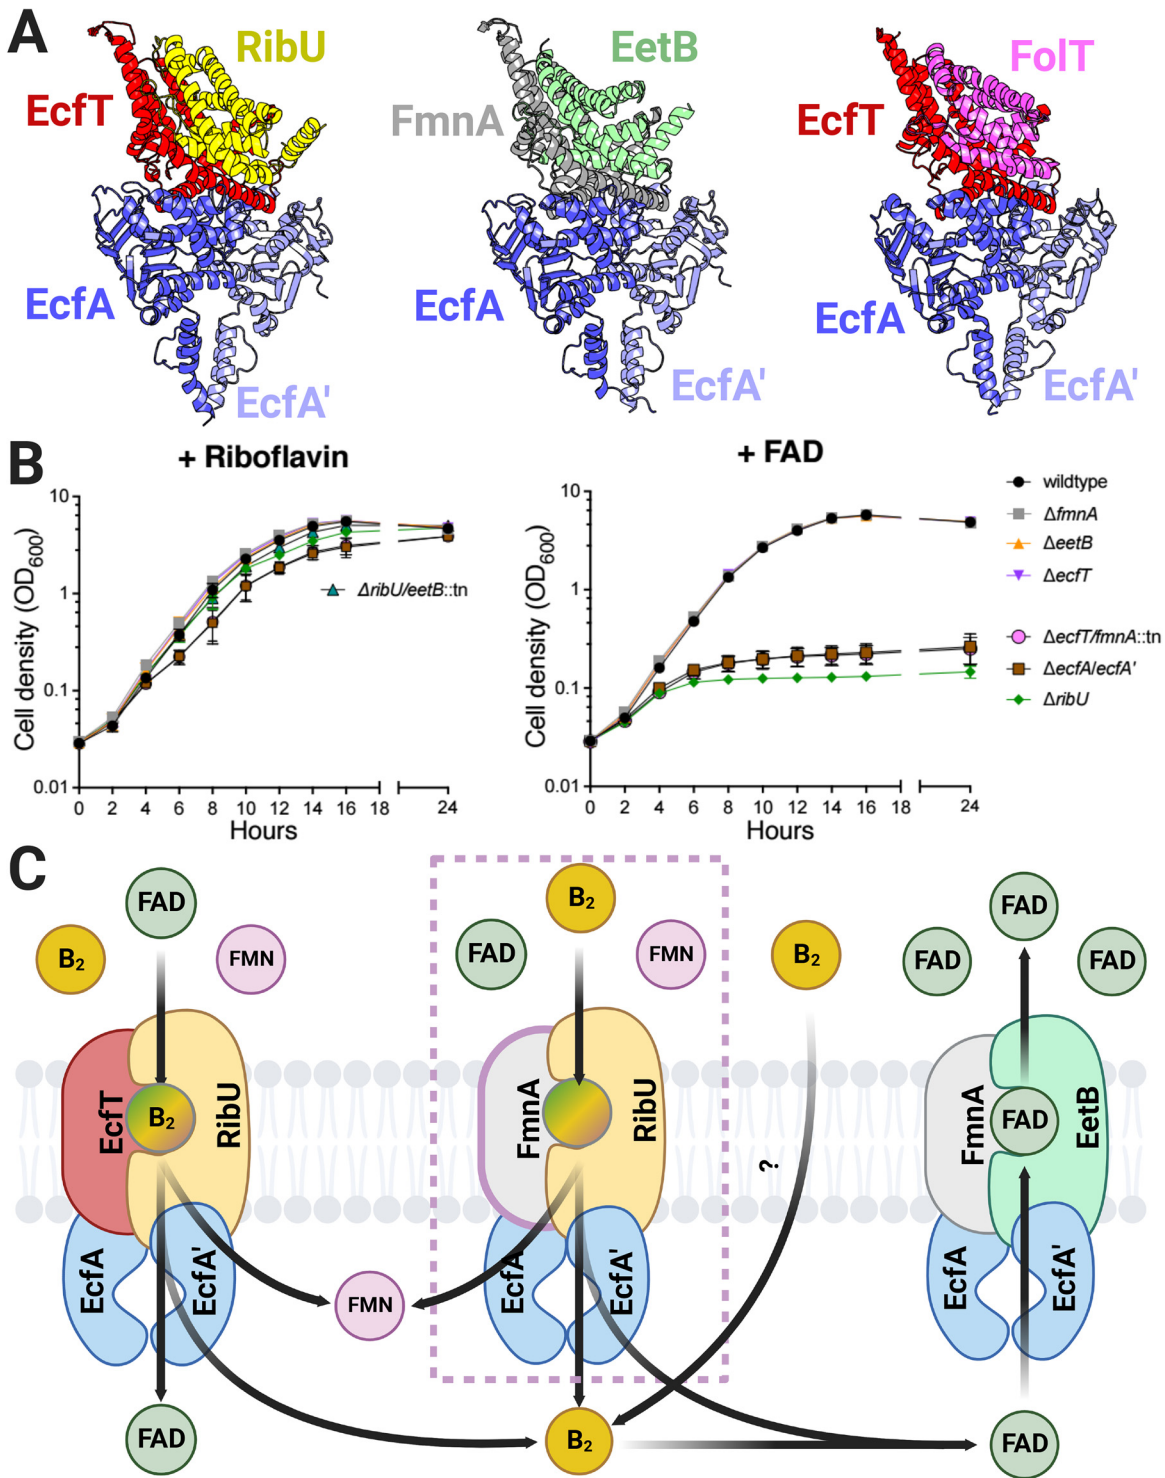 A
RibU
EcfT
EcfA
EcfA'
EetB
FmnA
EcfA
EcfA'
FolT
EcfT
EcfA
EcfA'
B
+ Riboflavin
Cell density (OD600)
10
1
0.1
0.01
0 2 4 6 8 10 12 14 16 18 24
Hours
ΔribU/eetB::tn
+ FAD
Cell density (OD600)
10
1
0.1
0.01
0 2 4 6 8 10 12 14 16 18 24
Hours
wildtype
ΔfmnA
ΔeetB
ΔecfT
ΔecfT/fmnA::tn
ΔecfA/ecfA'
ΔribU
C
FAD
B2
FMN
B2
EcfT
RibU
EcfA
EcfA'
FAD
FMN
B2
FAD
FMN
FmnA
RibU
EcfA
EcfA'
B2
B2
?
FAD
FAD
FAD
FmnA
FAD
EetB
EcfA
EcfA'
FAD